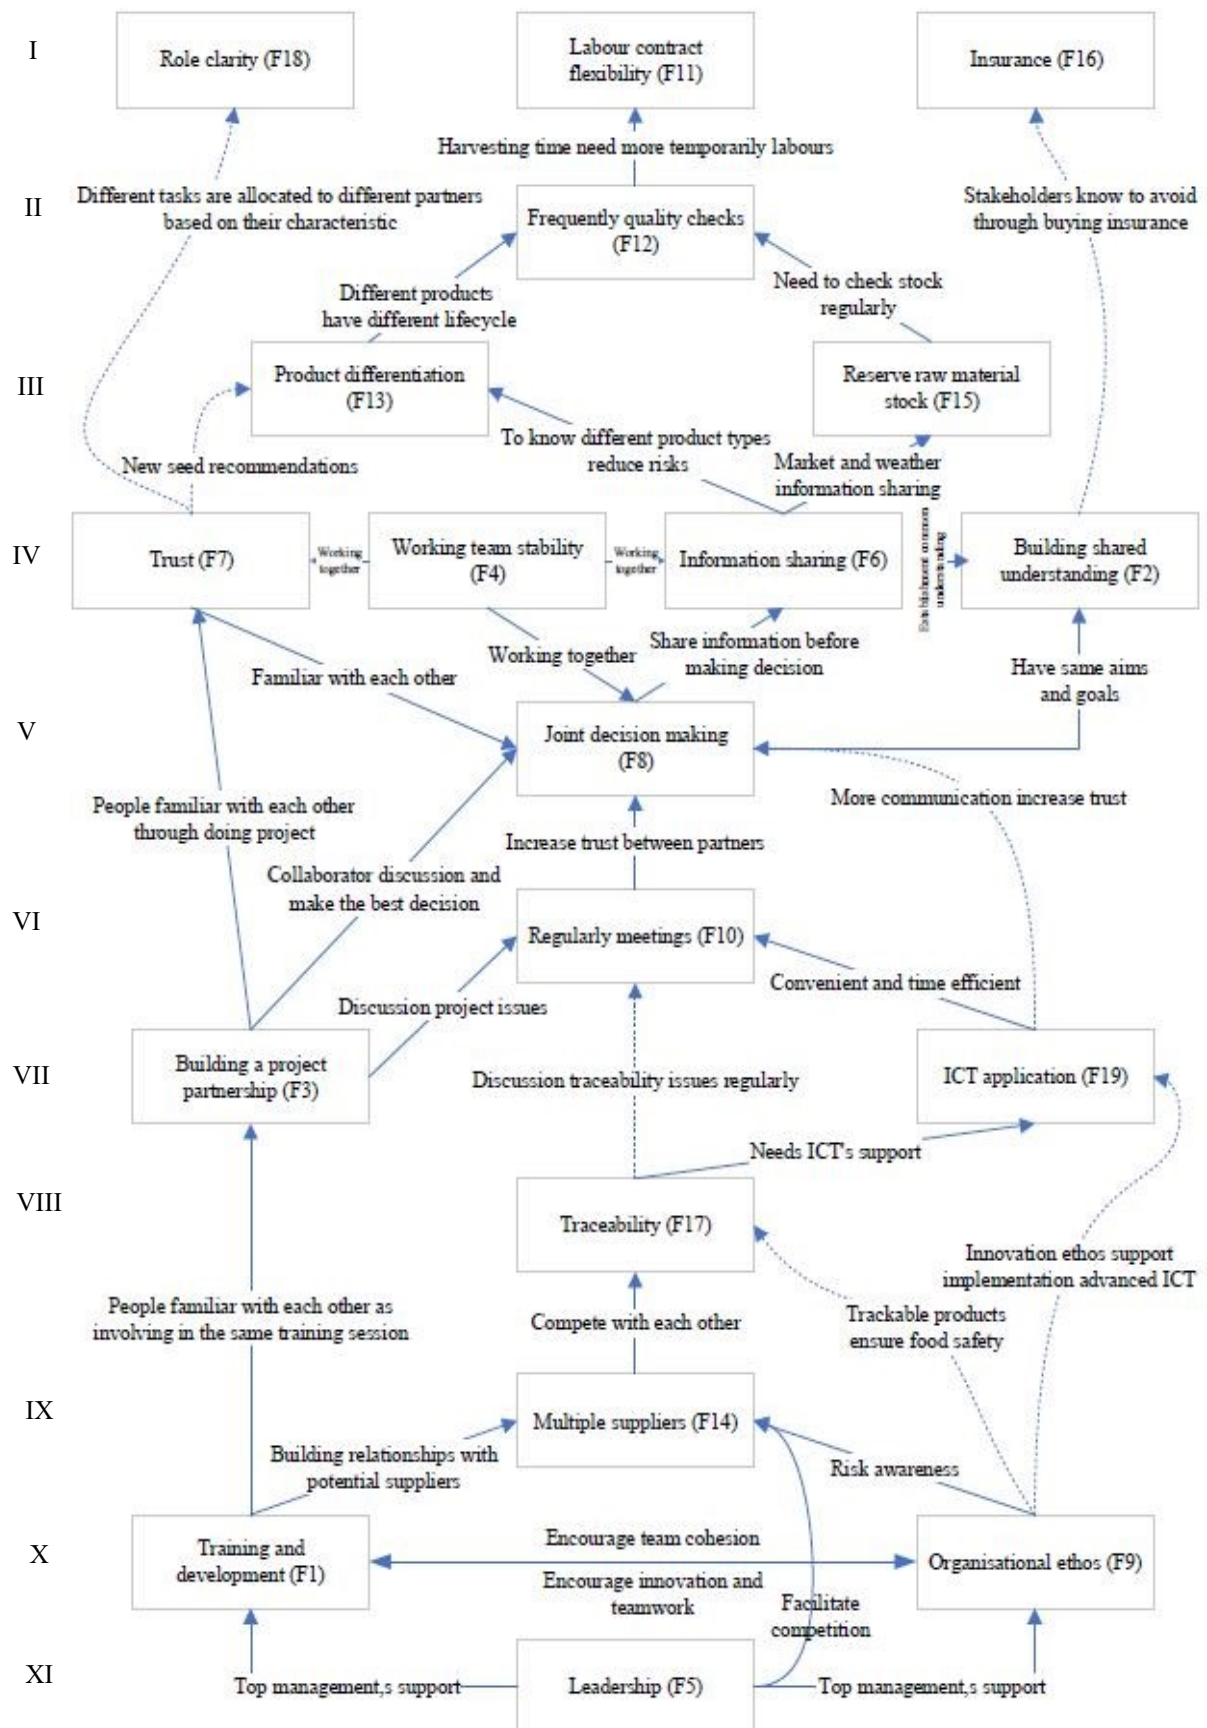 I
Role clarity (F18)
Labour contract
flexibility (F11)
Insurance (F16)
Harvesting time need more temporarily labours
II
Different tasks are allocated to different partners
based on their characteristic
Frequently quality checks
(F12)
Stakeholders know to avoid
through buying insurance
Different products
have different lifecycle
Need to check stock
regularly
III
Product differentiation
(F13)
Reserve raw material
stock (F15)
To know different product types
reduce risks
New seed recommendations
Market and weather
information sharing
IV
Trust (F7)
Working
together
Working team stability
(F4)
Working
together
Information sharing (F6)
Establishment common
understanding
Building shared
understanding (F2)
Familiar with each other
Working together
Share information before
making decision
Have same aims
and goals
V
Joint decision making
(F8)
People familiar with each other
through doing project
More communication increase trust
Increase trust between partners
Collaborator discussion and
make the best decision
VI
Regularly meetings (F10)
Convenient and time efficient
Discussion project issues
VII
Building a project
partnership (F3)
Discussion traceability issues regularly
ICT application (F19)
Needs ICT's support
VIII
Traceability (F17)
Innovation ethos support
implementation advanced ICT
People familiar with each other as
involving in the same training session
Compete with each other
Trackable products
ensure food safety
IX
Multiple suppliers (F14)
Building relationships with
potential suppliers
Risk awareness
X
Training and
development (F1)
Encourage team cohesion
Encourage innovation and
teamwork
Organisational ethos (F9)
Facilitate
competition
XI
Top management,s support
Leadership (F5)
Top management,s support